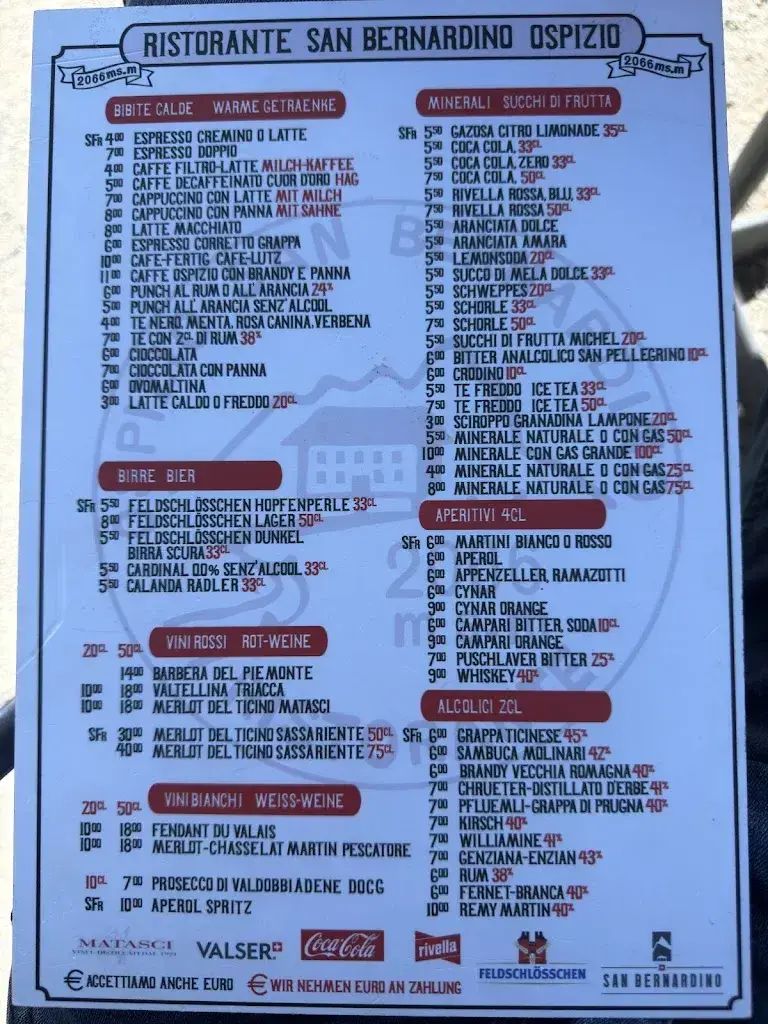 RISTORANTE SAN BERNARDINO OSPIZIO
2066ms.m
2066ms.m
BIBITE CALDE WARME GETRAENKE
SFR 4.00 ESPRESSO CREMINO O LATTE
7.00 ESPRESSO DOPPIO
4.00 CAFFE FILTRO-LATTE MILCH-KAFFEE
5.00 CAFFE DECAFFEINATO CUOR D'ORO HAG
7.00 CAPPUCCINO CON LATTE MIT MILCH
8.00 CAPPUCCINO CON PANNA MIT SAHNE
8.00 LATTE MACCHIATO
6.00 ESPRESSO CORRETTO GRAPPA
10.00 CAFE-FERTIG CAFE-LUTZ
11.00 CAFFE OSPIZIO CON BRANDY E PANNA
6.00 PUNCH AL RUM O ALL' ARANCIA 24%
5.00 PUNCH ALL' ARANCIA SENZ'ALCOOL
4.00 TE NERO, MENTA, ROSA CANINA, VERBENA
7.00 TE CON 2CL DI RUM 38%
6.00 CIOCCOLATA
7.00 CIOCCOLATA CON PANNA
6.00 OVOMALTINA
3.00 LATTE CALDO O FREDDO 20CL
BIRRE BIER
SFR 5.50 FELDSCHLÖSSCHEN HOPFENPERLE 33CL
8.00 FELDSCHLÖSSCHEN LAGER 50CL
5.50 FELDSCHLÖSSCHEN DUNKEL
BIRRA SCURA 33CL
5.50 CARDINAL 0.0% SENZ'ALCOOL 33CL
5.50 CALANDA RADLER 33CL
20CL 50CL VINI ROSSI ROT-WEINE
14.00 BARBERA DEL PIEMONTE
10.00 18.00 VALTELLINA TRIACCA
10.00 18.00 MERLOT DEL TICINO MATASCI
SFR 30.00 MERLOT DEL TICINO SASSARIENTE 50CL
40.00 MERLOT DEL TICINO SASSARIENTE 75CL
20CL 50CL VINI BIANCHI WEISS-WEINE
10.00 18.00 FENDANT DU VALAIS
10.00 18.00 MERLOT-CHASSELAT MARTIN PESCATORE
10CL 7.00 PROSECCO DI VALDOBBIADENE DOCG
SFR 10.00 APEROL SPRITZ
MINERALI SUCCHI DI FRUTTA
SFR 5.50 GAZOSA CITRO LIMONADE 35CL
5.50 COCA COLA, 33CL
5.50 COCA COLA, ZERO 33CL
7.50 COCA COLA, 50CL
5.50 RIVELLA ROSSA, BLU, 33CL
7.50 RIVELLA ROSSA 50CL
5.50 ARANCIATA DOLCE
5.50 ARANCIATA AMARA
5.50 LEMONSODA 20CL
5.50 SUCCO DI MELA DOLCE 33CL
5.50 SCHWEPPES 20CL
5.50 SCHORLE 33CL
7.50 SCHORLE 50CL
5.50 SUCCHI DI FRUTTA MICHEL 20CL
6.00 BITTER ANALCOLICO SAN PELLEGRINO 10CL
6.00 CRODINO 10CL
5.50 TE FREDDO ICE TEA 33CL
7.50 TE FREDDO ICE TEA 50CL
3.00 SCIROPPO GRANADINA LAMPONE 20CL
5.50 MINERALE NATURALE O CON GAS 50CL
10.00 MINERALE CON GAS GRANDE 100CL
4.00 MINERALE NATURALE O CON GAS 25CL
8.00 MINERALE NATURALE O CON GAS 75CL
APERITIVI 4CL
SFR 6.00 MARTINI BIANCO O ROSSO
6.00 APEROL
6.00 APPENZELLER, RAMAZOTTI
6.00 CYNAR
9.00 CYNAR ORANGE
6.00 CAMPARI BITTER, SODA 10CL
9.00 CAMPARI ORANGE
7.00 PUSCHLAVER BITTER 25%
9.00 WHISKEY 40%
ALCOLICI 2CL
SFR 6.00 GRAPPA TICINESE 45%
6.00 SAMBUCA MOLINARI 42%
6.00 BRANDY VECCHIA ROMAGNA 40%
7.00 CHRUETER-DISTILLATO D'ERBE 41%
7.00 PFLUEMLI-GRAPPA DI PRUGNA 40%
7.00 KIRSCH 40%
7.00 WILLIAMINE 41%
7.00 GENZIANA-ENZIAN 43%
6.00 RUM 38%
6.00 FERNET-BRANCA 40%
10.00 REMY MARTIN 40%
MATASCI
VALSER
Coca-Cola
rivella
FELDSCHLÖSSCHEN
SAN BERNARDINO
€ ACCETTIAMO ANCHE EURO € WIR NEHMEN EURO AN ZAHLUNG